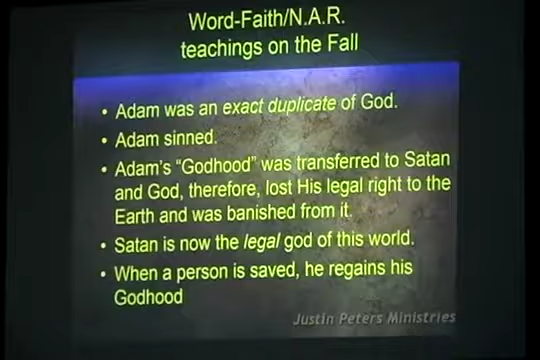 Word-Faith/N.A.R.
teachings on the Fall
• Adam was an exact duplicate of God.
• Adam sinned.
• Adam's “Godhood” was transferred to Satan
and God, therefore, lost His legal right to the
Earth and was banished from it.
• Satan is now the legal god of this world.
• When a person is saved, he regains his
Godhood
Justin Peters Ministries